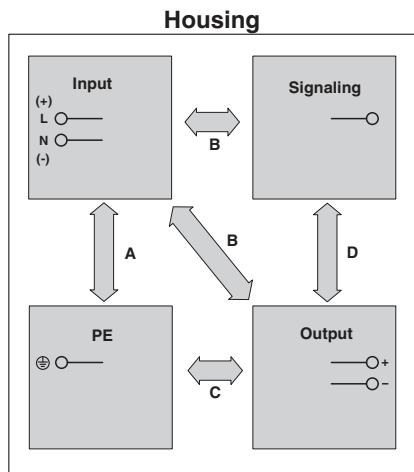 Housing
Input
(+)
L
N
(-)
Signaling
B
A
B
D
PE
Output
+
–
C